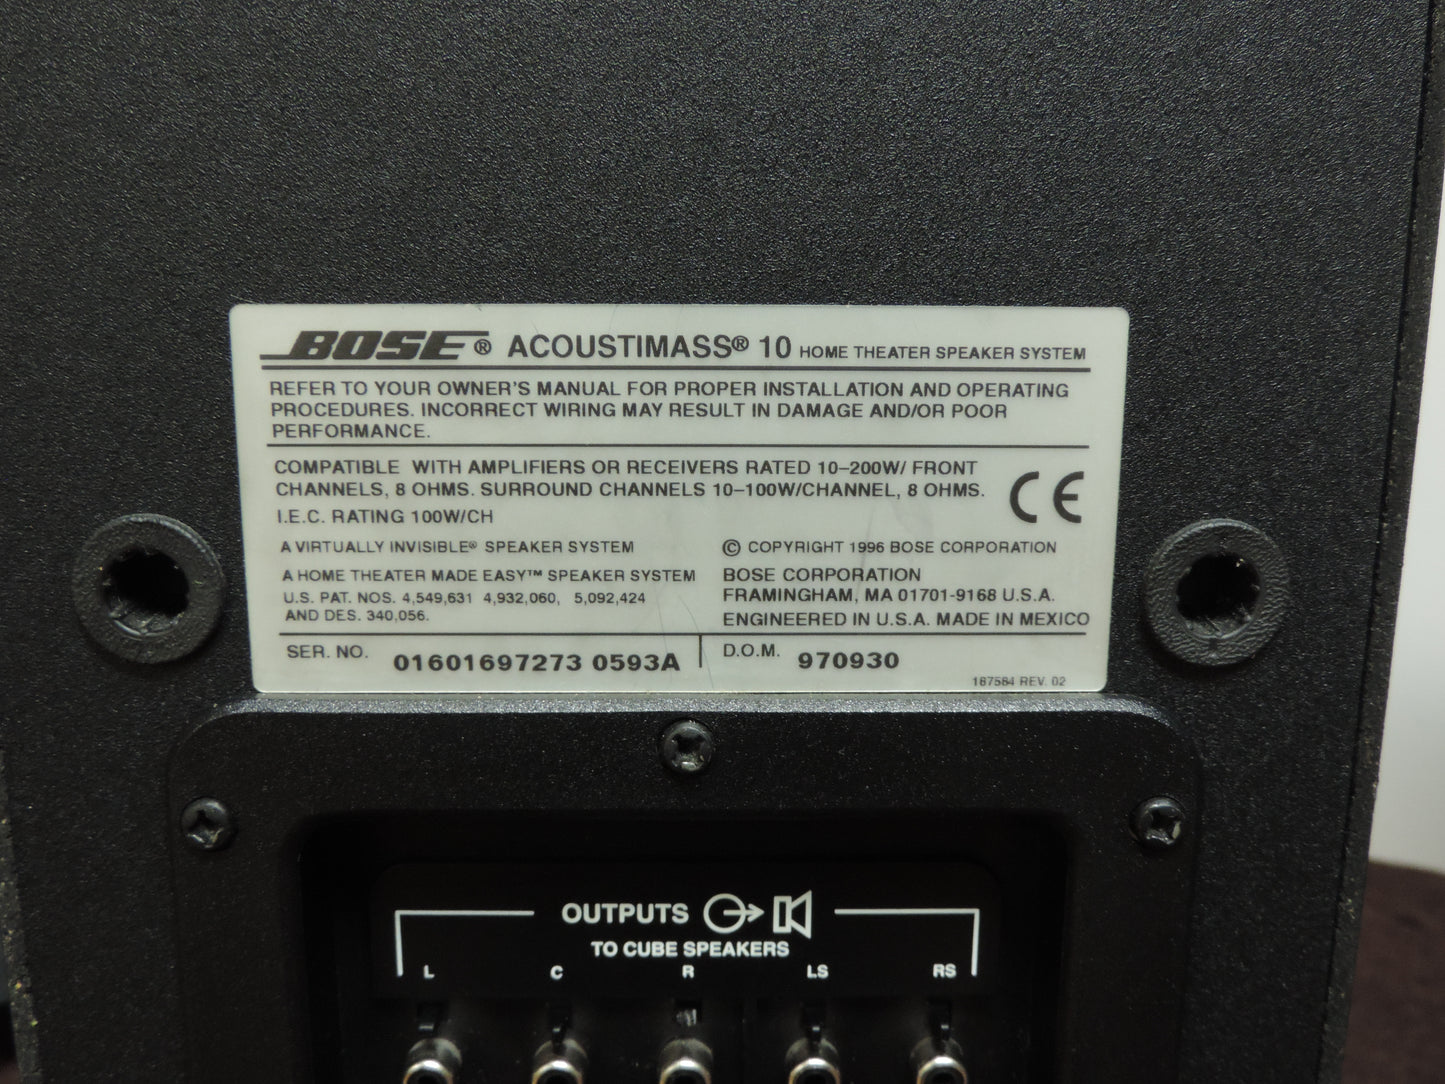 BOSE® ACOUSTIMASS® 10 HOME THEATER SPEAKER SYSTEM
REFER TO YOUR OWNER'S MANUAL FOR PROPER INSTALLATION AND OPERATING
PROCEDURES. INCORRECT WIRING MAY RESULT IN DAMAGE AND/OR POOR
PERFORMANCE.
COMPATIBLE WITH AMPLIFIERS OR RECEIVERS RATED 10–200W/ FRONT
CHANNELS, 8 OHMS. SURROUND CHANNELS 10–100W/CHANNEL, 8 OHMS.
I.E.C. RATING 100W/CH
CE
A VIRTUALLY INVISIBLE® SPEAKER SYSTEM
A HOME THEATER MADE EASY™ SPEAKER SYSTEM
U.S. PAT. NOS. 4,549,631 4,932,060, 5,092,424
AND DES. 340,056.
© COPYRIGHT 1996 BOSE CORPORATION
BOSE CORPORATION
FRAMINGHAM, MA 01701-9168 U.S.A.
ENGINEERED IN U.S.A. MADE IN MEXICO
SER. NO. 01601697273 0593A
D.O.M. 970930
187584 REV. 02
OUTPUTS
TO CUBE SPEAKERS
L C R LS RS